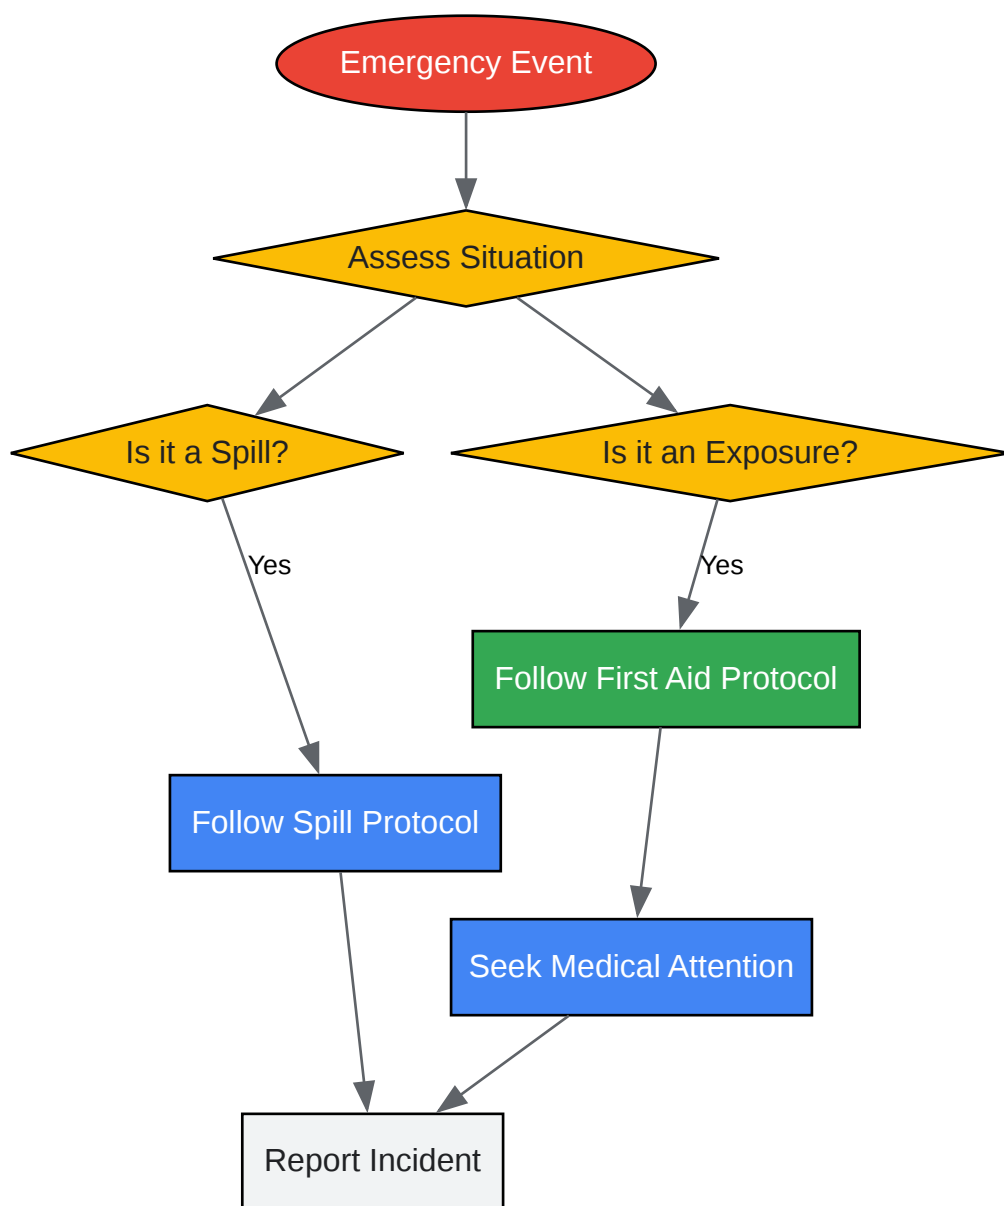 Emergency Event
Assess Situation
Is it a Spill?
Is it an Exposure?
Yes
Yes
Follow First Aid Protocol
Follow Spill Protocol
Seek Medical Attention
Report Incident